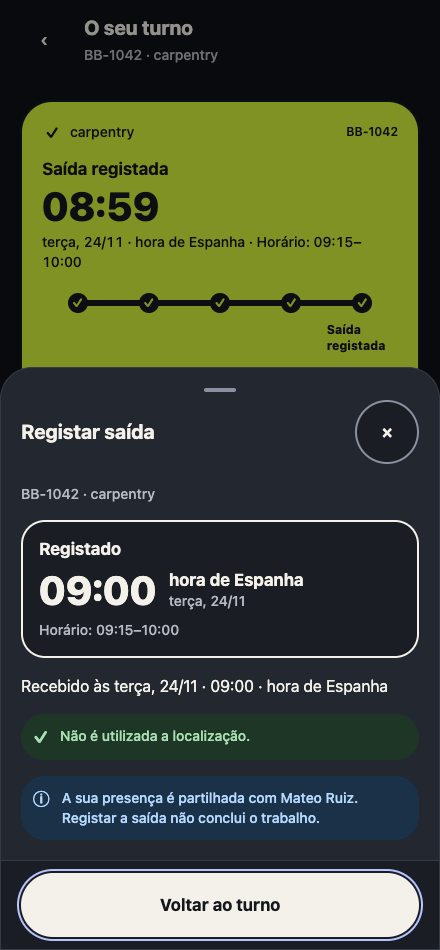 O seu turno
BB-1042 · carpentry
carpentry
BB-1042
Saída registada
08:59
terça, 24/11 · hora de Espanha · Horário: 09:15–
10:00
Saída
registada
Registar saída
BB-1042 · carpentry
Registado
09:00
hora de Espanha
terça, 24/11
Horário: 09:15–10:00
Recebido às terça, 24/11 · 09:00 · hora de Espanha
Não é utilizada a localização.
A sua presença é partilhada com Mateo Ruiz.
Registar a saída não conclui o trabalho.
Voltar ao turno